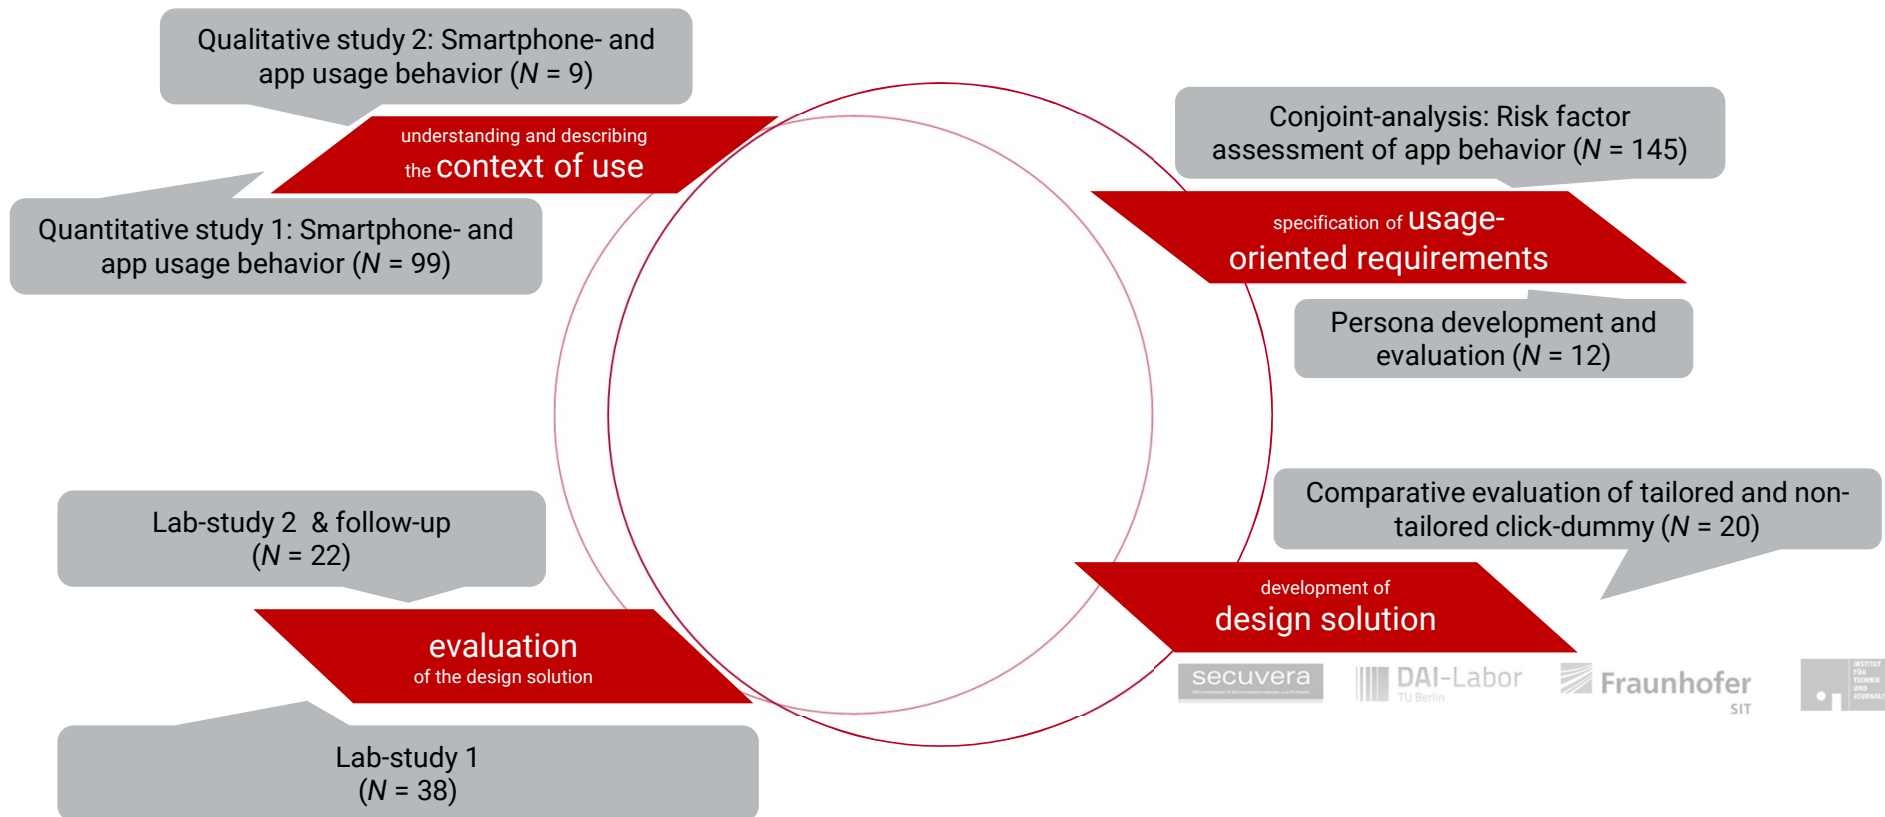 Qualitative study 2: Smartphone- and
app usage behavior (N = 9)
understanding and describing
the context of use
Quantitative study 1: Smartphone- and
app usage behavior (N = 99)
Conjoint-analysis: Risk factor
assessment of app behavior (N = 145)
specification of usage-
oriented requirements
Persona development and
evaluation (N = 12)
Comparative evaluation of tailored and non-
tailored click-dummy (N = 20)
development of
design solution
Lab-study 2 & follow-up
(N = 22)
evaluation
of the design solution
Lab-study 1
(N = 38)
secuvera
DAI-Labor
TU Berlin
Fraunhofer
SIT
INSTITUT
FÜR
TECHNIK
UND